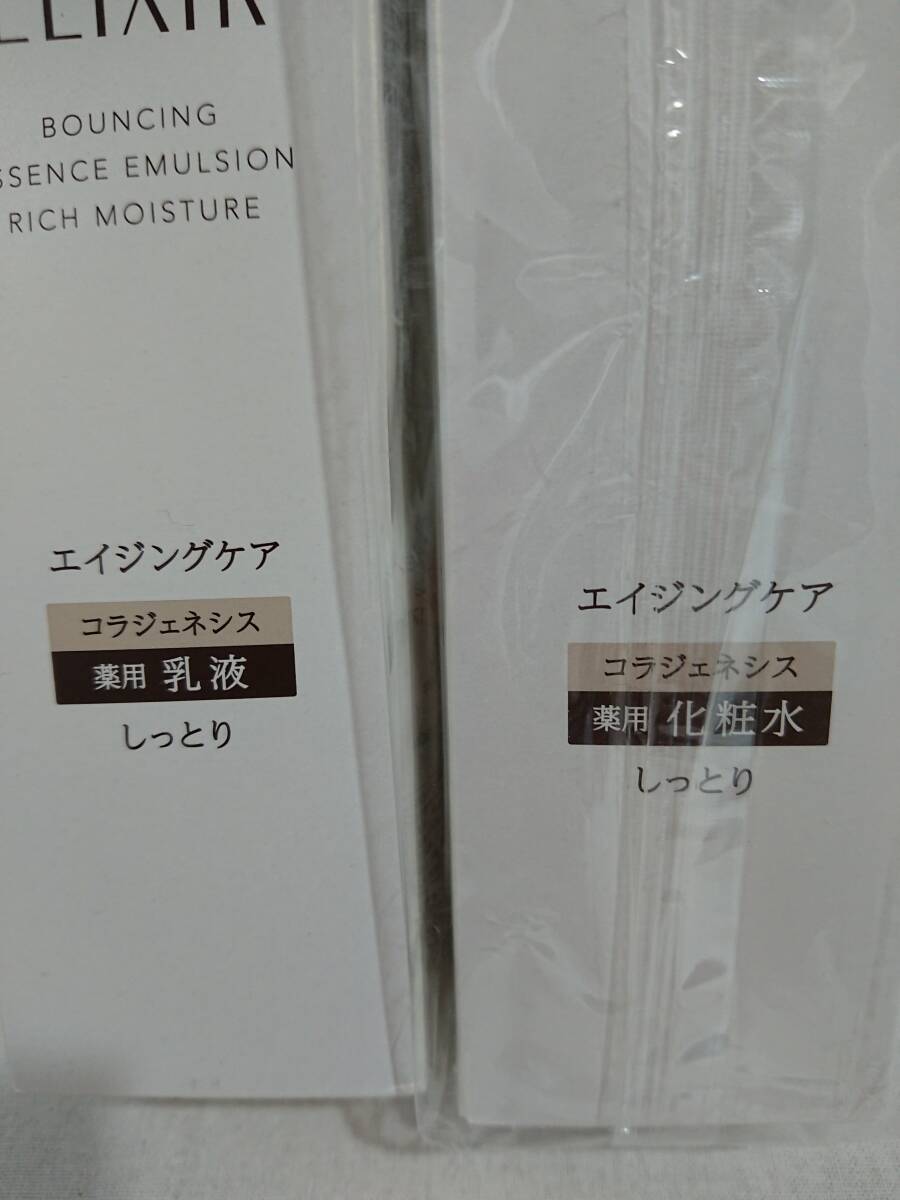 ELIXIR
BOUNCING
ESSENCE EMULSION
RICH MOISTURE
エイジングケア
コラジェネシス
薬用 乳液
しっとり
エイジングケア
コラジェネシス
薬用 化粧水
しっとり